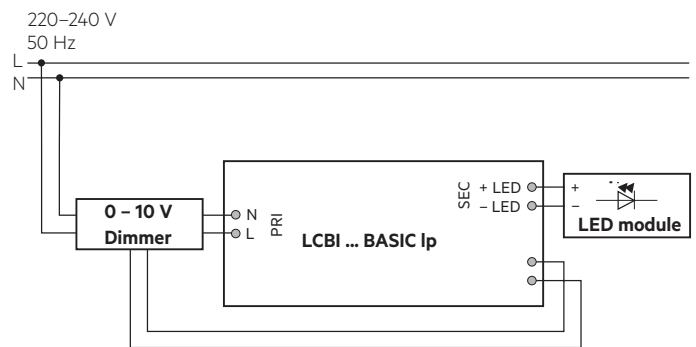 220–240 V
50 Hz
L
N
0 – 10 V
Dimmer
N
L
PRI
LCBI ... BASIC lp
SEC
+ LED
– LED
+
–
LED module